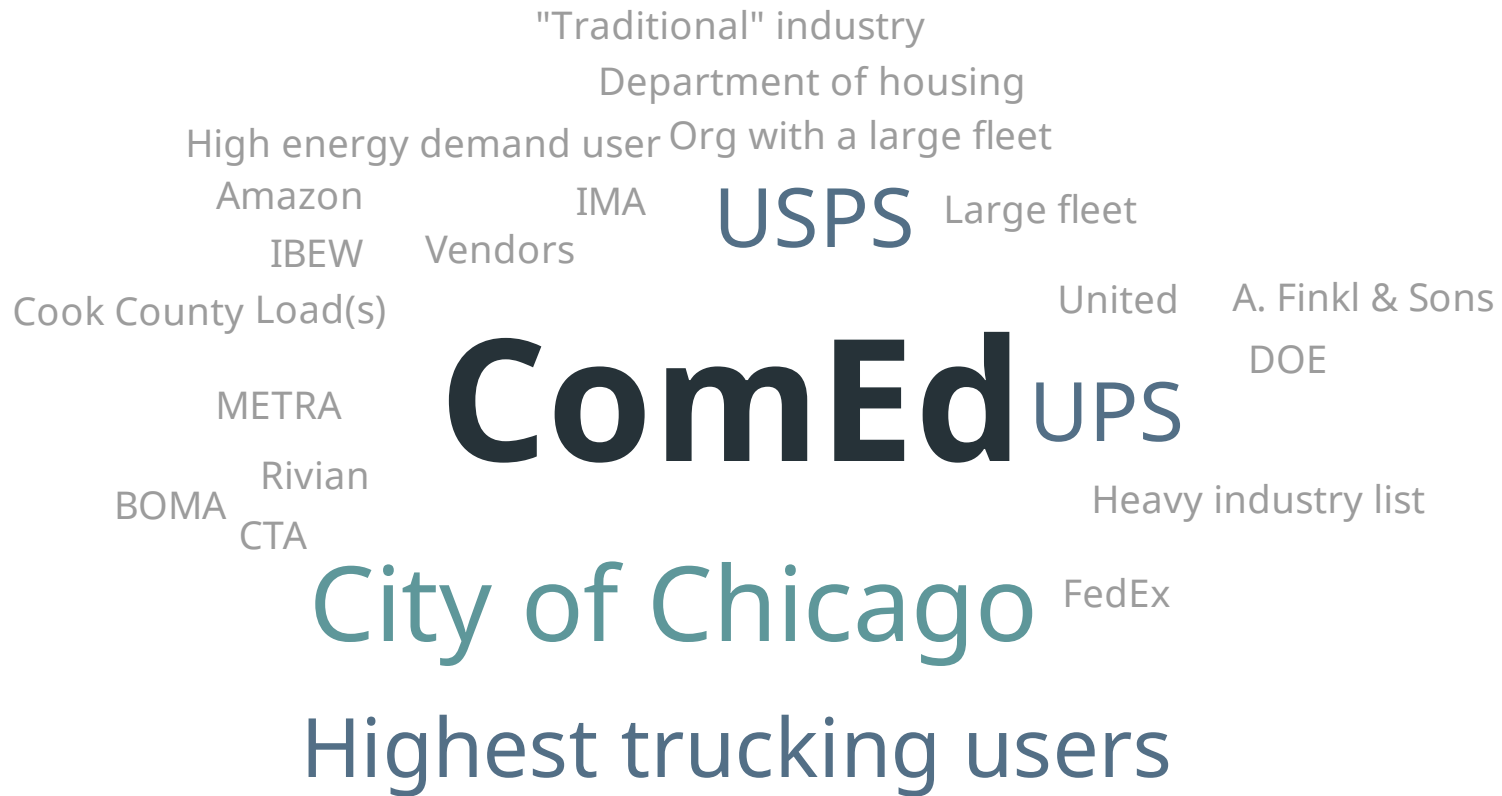 "Traditional" industry
Department of housing
High energy demand user
Org with a large fleet
Amazon
IMA
USPS
Large fleet
IBEW
Vendors
Cook County
Load(s)
United
A. Finkl & Sons
DOE
ComEd
UPS
METRA
Rivian
BOMA
CTA
Heavy industry list
City of Chicago
FedEx
Highest trucking users